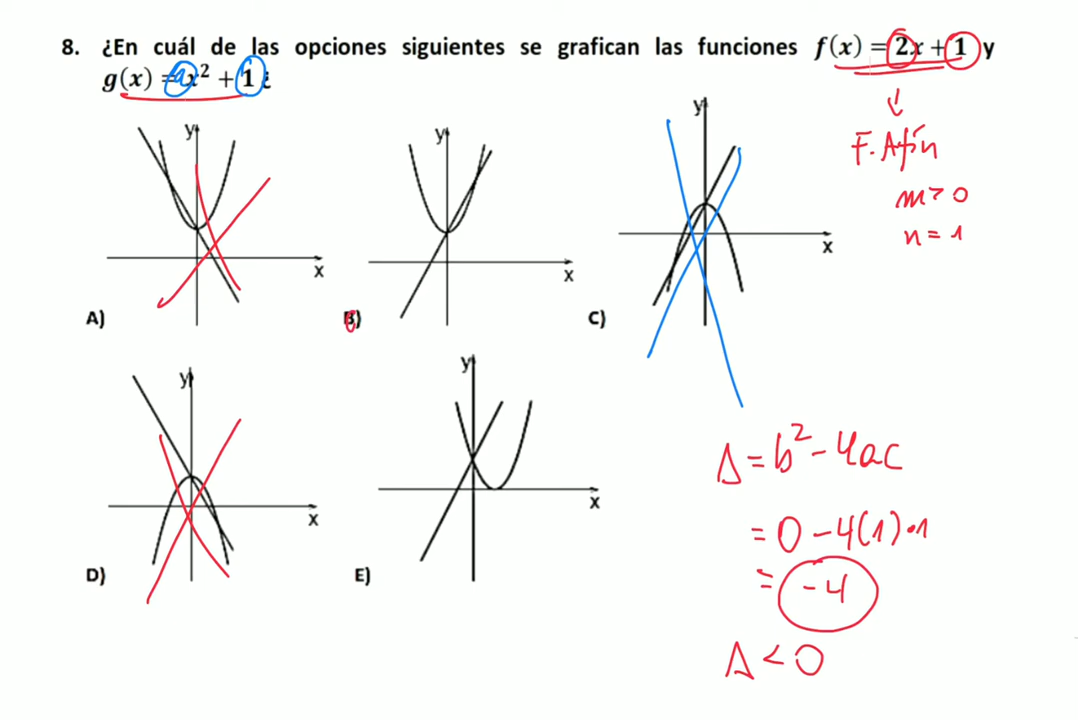 8. ¿En cuál de las opciones siguientes se grafican las funciones f(x) = 2x + 1 y
g(x) = x² + 1?
F. Afín
m > 0
n = 1
y
x
A)
y
x
B)
y
x
C)
y
x
D)
y
x
E)
Δ = b² - 4ac
= 0 - 4(1)•1
= -4
Δ < 0